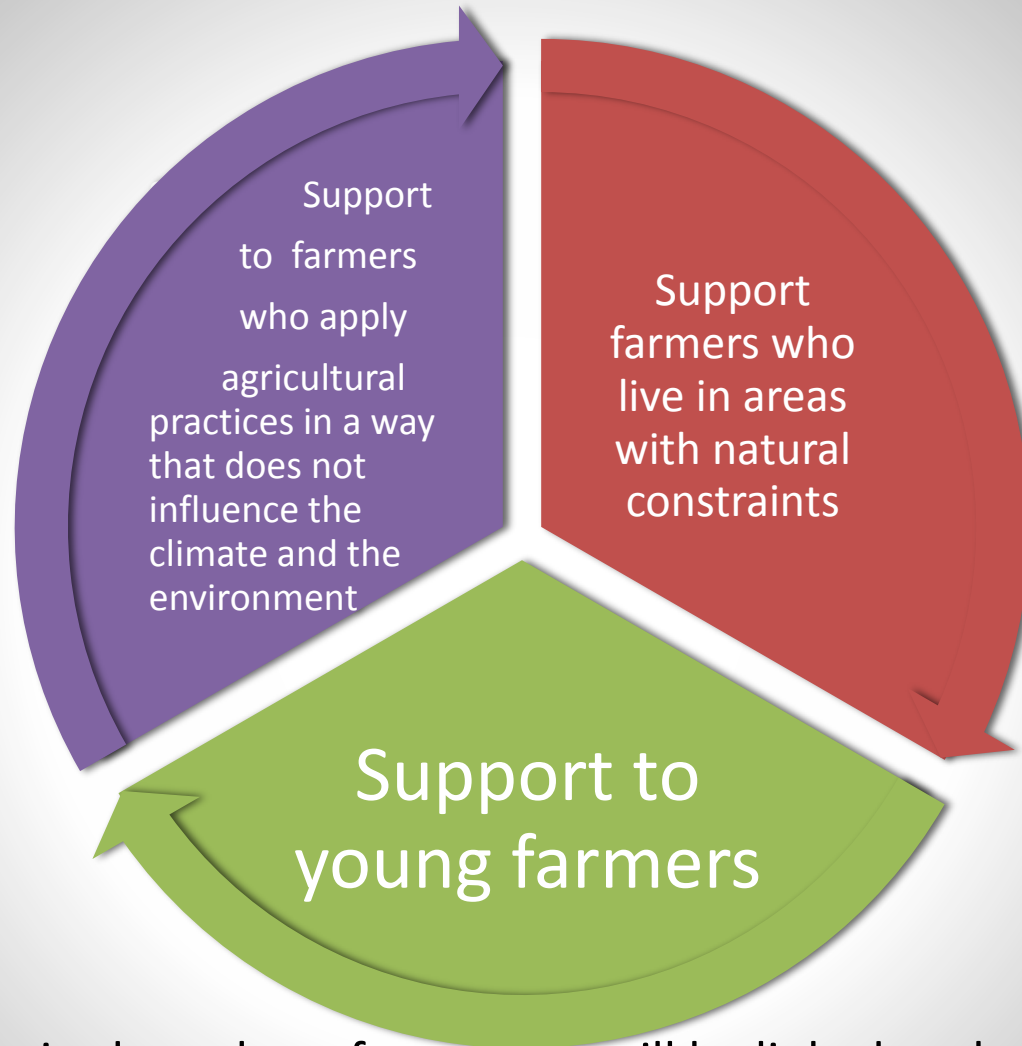 Support
to farmers
who apply
agricultural
practices in a way
that does not
influence the
climate and the
environment
Support
farmers who
live in areas
with natural
constraints
Support to
young farmers